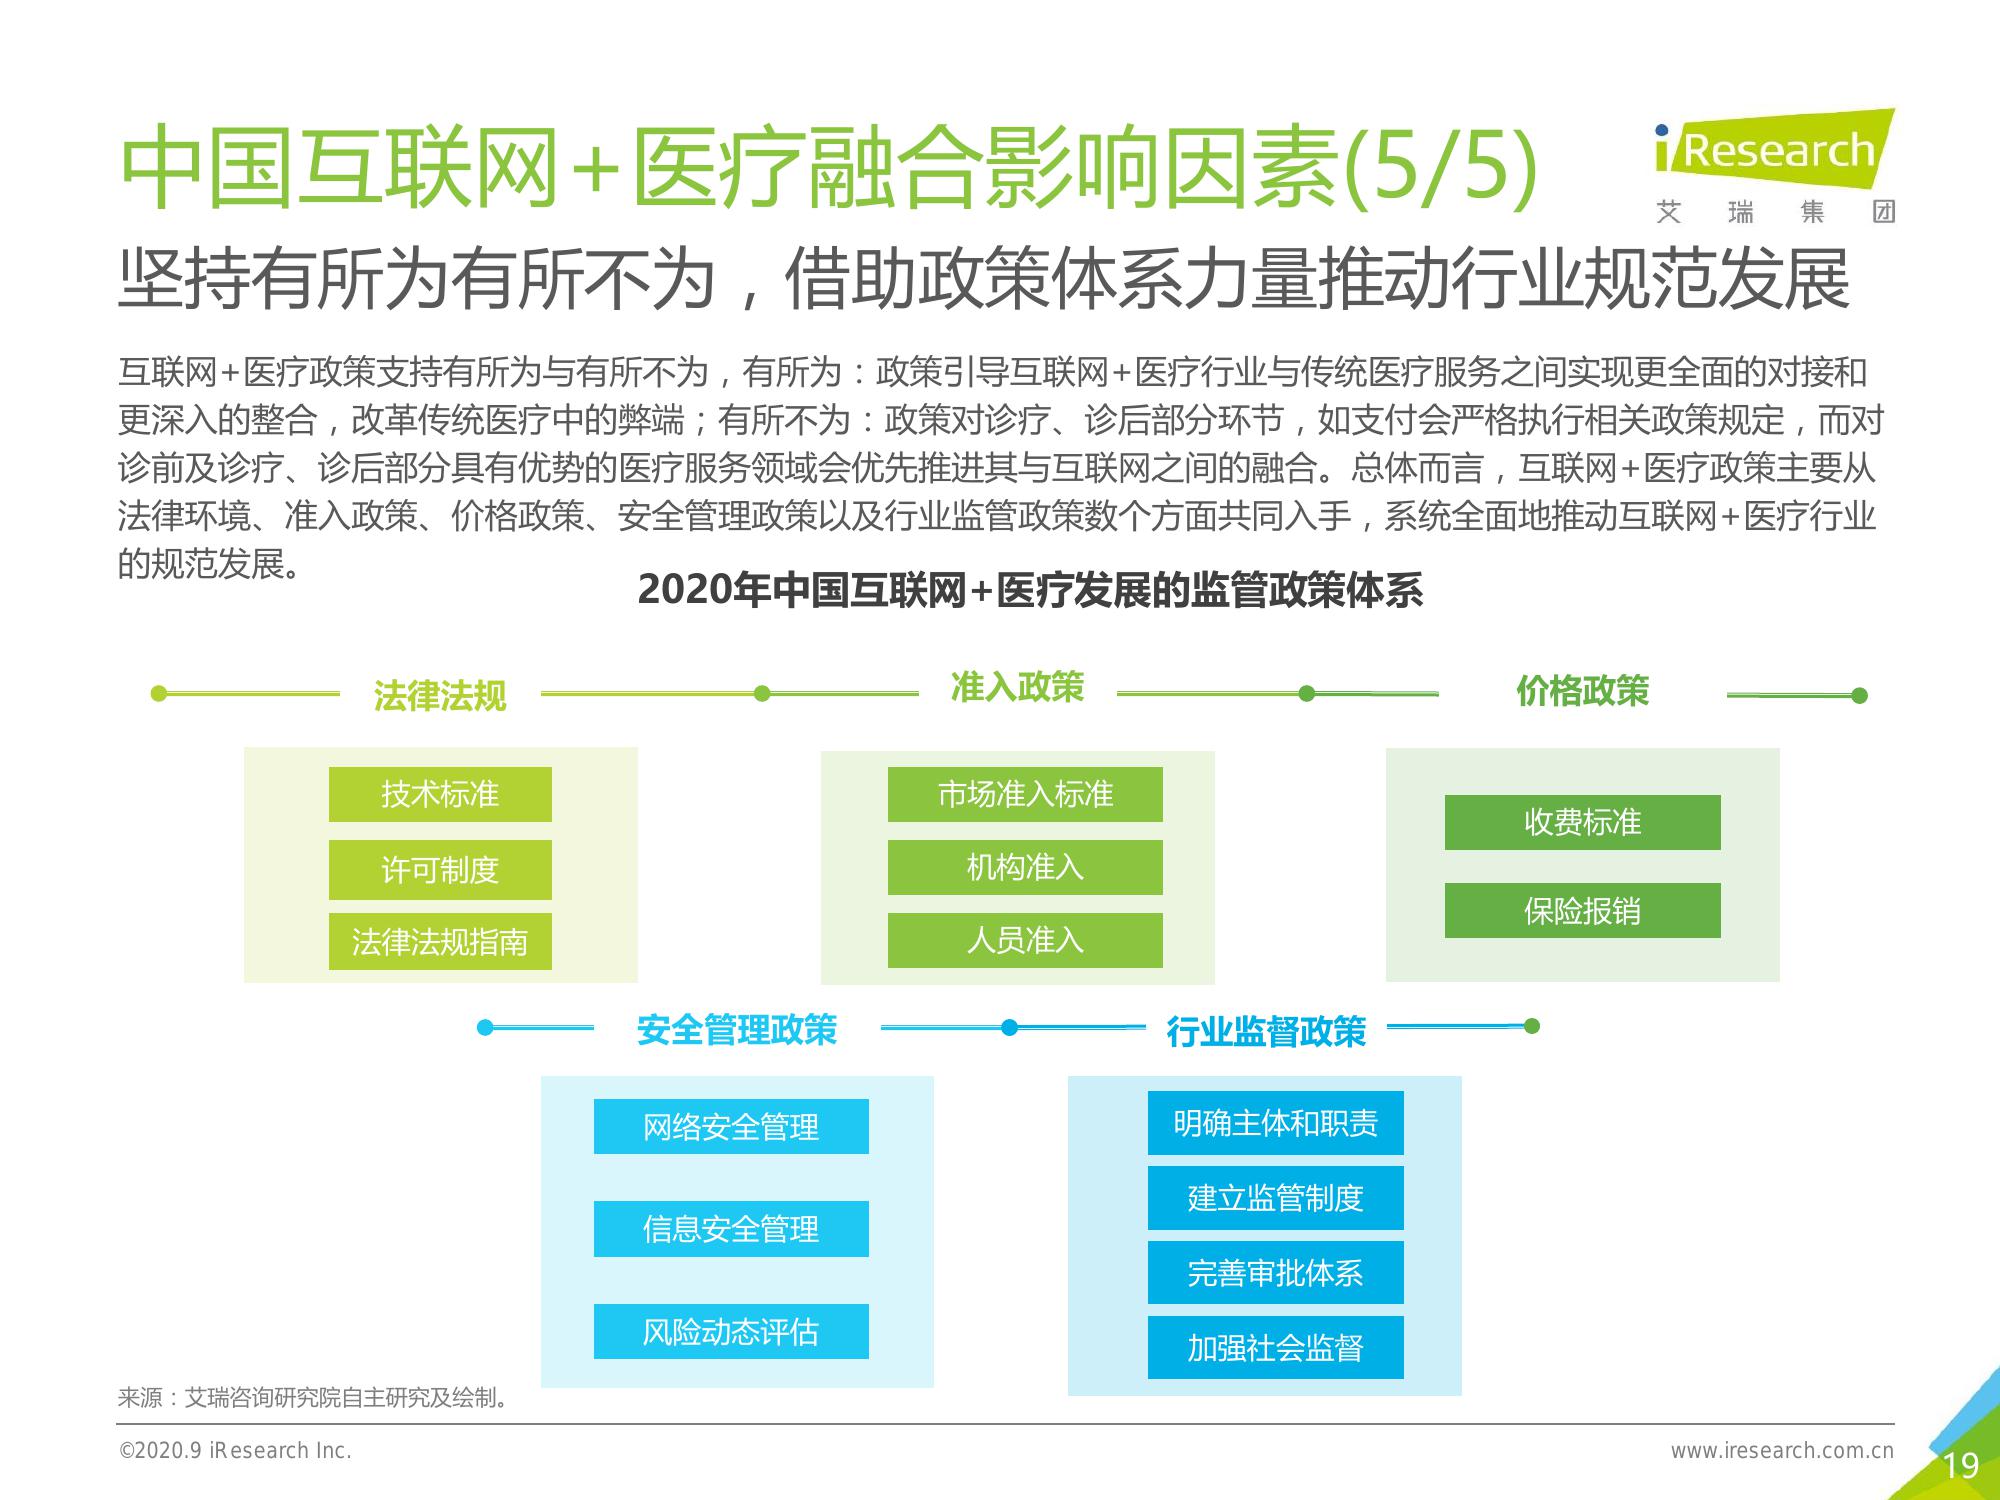 中国互联网+医疗融合影响因素(5/5)
iResearch
艾瑞集团
坚持有所为有所不为，借助政策体系力量推动行业规范发展
互联网+医疗政策支持有所为与有所不为，有所为：政策引导互联网+医疗行业与传统医疗服务之间实现更全面的对接和
更深入的整合，改革传统医疗中的弊端；有所不为：政策对诊疗、诊后部分环节，如支付会严格执行相关政策规定，而对
诊前及诊疗、诊后部分具有优势的医疗服务领域会优先推进其与互联网之间的融合。总体而言，互联网+医疗政策主要从
法律环境、准入政策、价格政策、安全管理政策以及行业监管政策数个方面共同入手，系统全面地推动互联网+医疗行业
的规范发展。
2020年中国互联网+医疗发展的监管政策体系
法律法规
技术标准
许可制度
法律法规指南
准入政策
市场准入标准
机构准入
人员准入
价格政策
收费标准
保险报销
安全管理政策
网络安全管理
信息安全管理
风险动态评估
行业监督政策
明确主体和职责
建立监管制度
完善审批体系
加强社会监督
来源：艾瑞咨询研究院自主研究及绘制。
©2020.9 iResearch Inc.
www.iresearch.com.cn
19